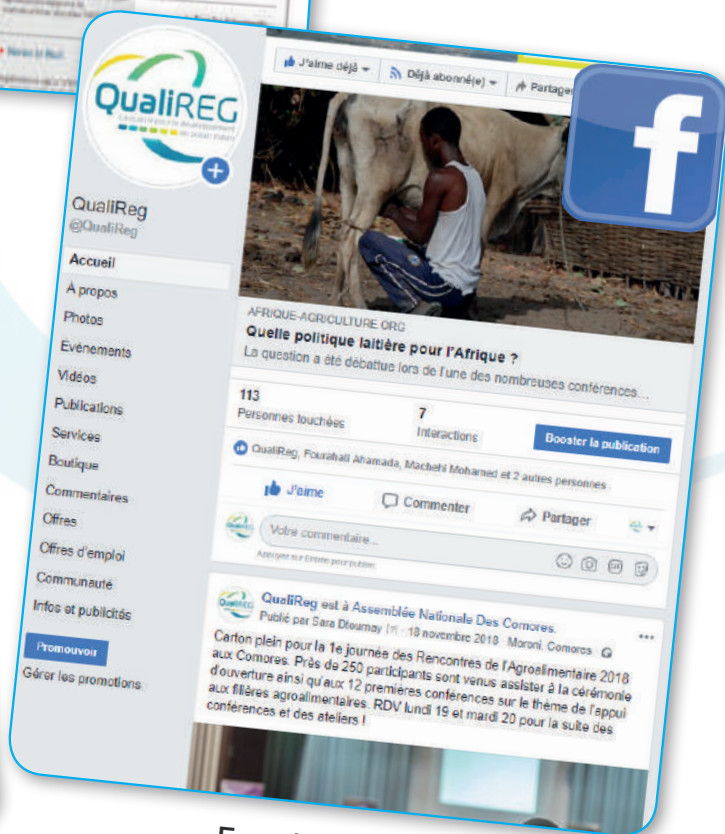 QualiREG
J'aime déjà
Déjà abonné(e)
Partager
f
QualiReg
@QualiReg
Accueil
À propos
Photos
Événements
Vidéos
Publications
Services
Boutique
Commentaires
Offres
Offres d'emploi
Communauté
Infos et publicités
Promouvoir
Gérer les promotions
AFRIQUE-AGRICULTURE.ORG
Quelle politique laitière pour l'Afrique ?
La question a été débattue lors de l'une des nombreuses conférences...
113
Personnes touchées
7
Interactions
Booster la publication
QualiReg, Fourahati Ahamada, Machehi Mohamed et 2 autres personnes
J'aime
Commenter
Partager
Votre commentaire...
Appuyez sur Entrée pour publier.
QualiReg est à Assemblée Nationale Des Comores.
Publié par Sara · 18 novembre 2018 · Moroni, Comores
Carton plein pour la 1e journée des Rencontres de l'Agroalimentaire 2018
aux Comores. Près de 250 participants sont venus assister à la cérémonie
d'ouverture ainsi qu'aux 12 premières conférences sur le thème de l'appui
aux filières agroalimentaires. RDV lundi 19 et mardi 20 pour la suite des
conférences et des ateliers !